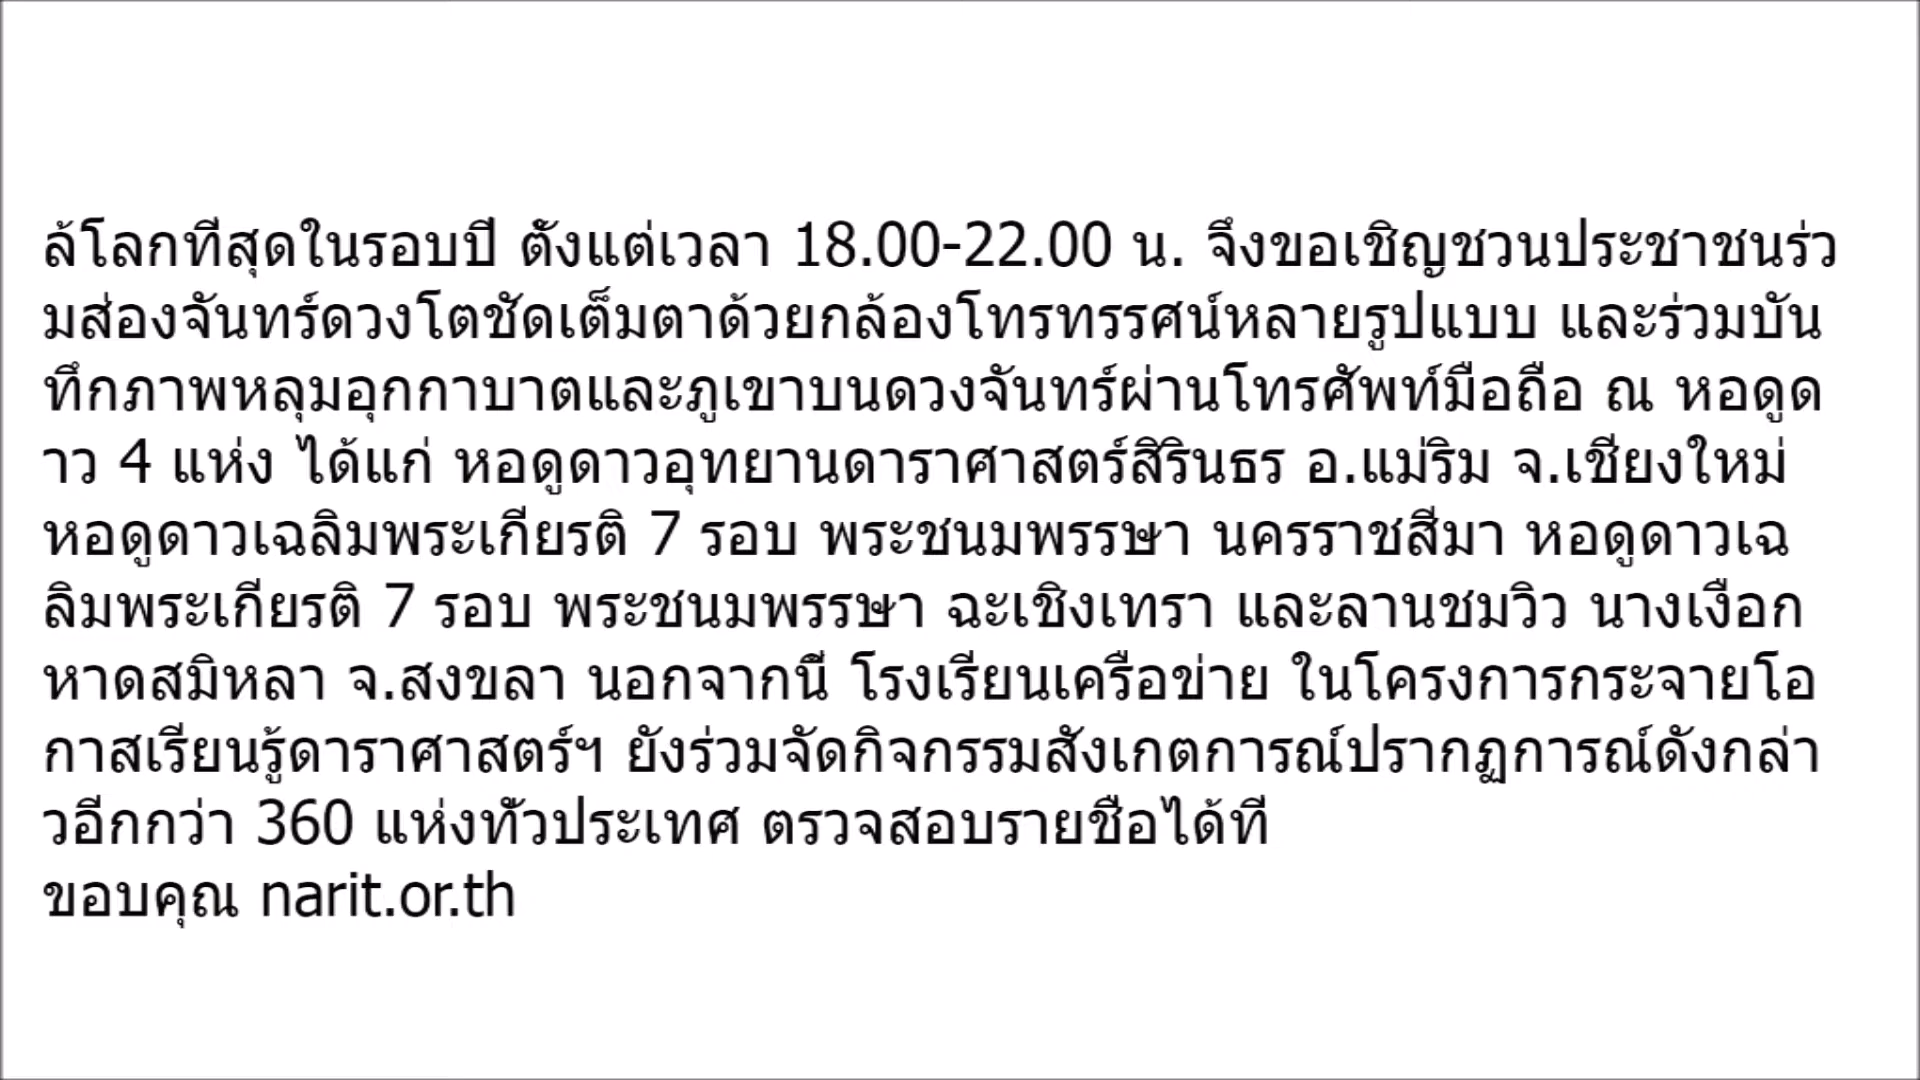 ล้โลกที่สุดในรอบปี ตั้งแต่เวลา 18.00-22.00 น. จึงขอเชิญชวนประชาชนร่ว
มส่องจันทร์ดวงโตชัดเต็มตาด้วยกล้องโทรทรรศน์หลายรูปแบบ และร่วมบัน
ทึกภาพหลุมอุกกาบาตและภูเขาบนดวงจันทร์ผ่านโทรศัพท์มือถือ ณ หอดูด
าว 4 แห่ง ได้แก่ หอดูดาวอุทยานดาราศาสตร์สิรินธร อ.แม่ริม จ.เชียงใหม่
หอดูดาวเฉลิมพระเกียรติ 7 รอบ พระชนมพรรษา นครราชสีมา หอดูดาวเฉ
ลิมพระเกียรติ 7 รอบ พระชนมพรรษา ฉะเชิงเทรา และลานชมวิว นางเงือก
หาดสมิหลา จ.สงขลา นอกจากนี้ โรงเรียนเครือข่าย ในโครงการกระจายโอ
กาสเรียนรู้ดาราศาสตร์ฯ ยังร่วมจัดกิจกรรมสังเกตการณ์ปรากฏการณ์ดังกล่า
วอีกกว่า 360 แห่งทั่วประเทศ ตรวจสอบรายชื่อได้ที่
ขอบคุณ narit.or.th